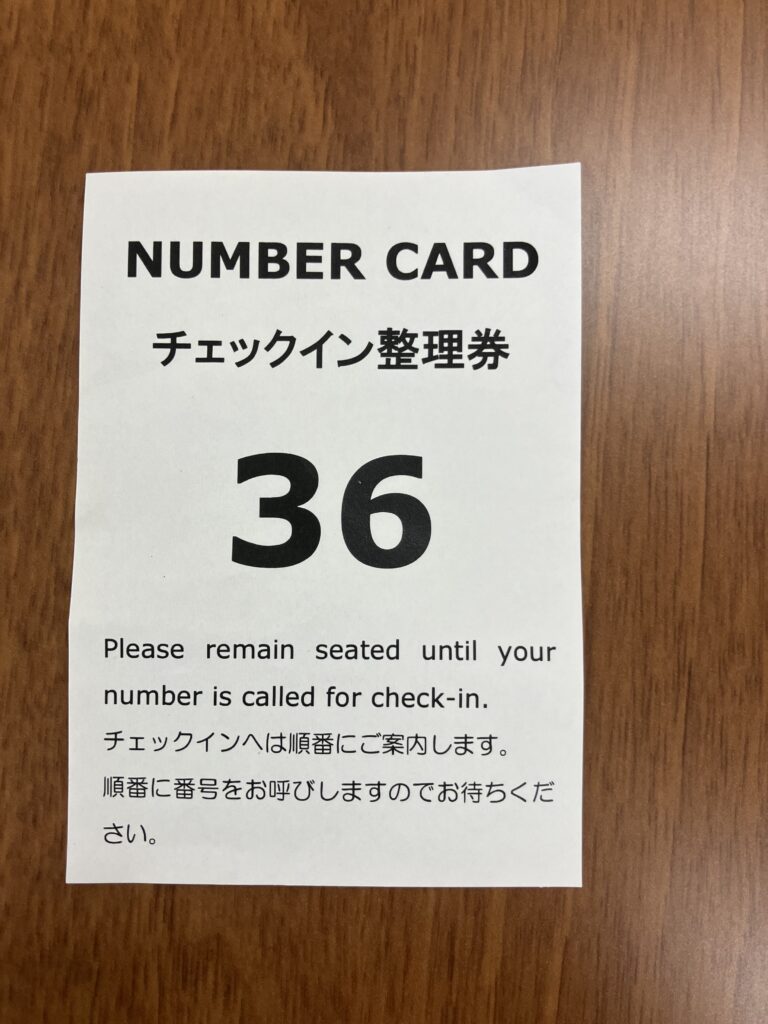 NUMBER CARD
チェックイン整理券
36
Please remain seated until your
number is called for check-in.
チェックインへは順番にご案内します。
順番に番号をお呼びしますのでお待ちくだ
さい。